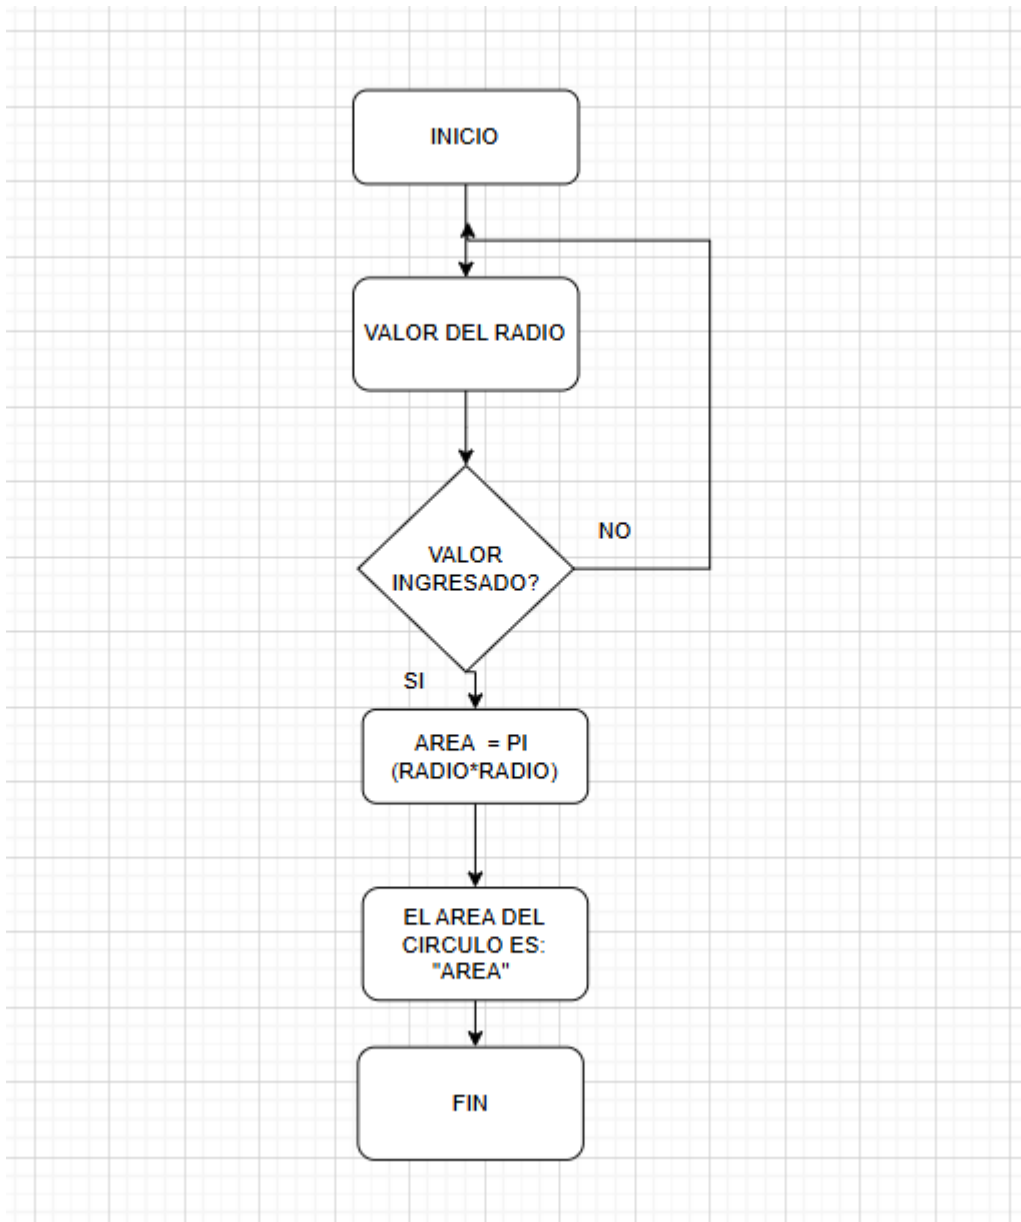 INICIO
VALOR DEL RADIO
VALOR
INGRESADO?
NO
SI
AREA = PI
(RADIO*RADIO)
EL AREA DEL
CIRCULO ES:
"AREA"
FIN